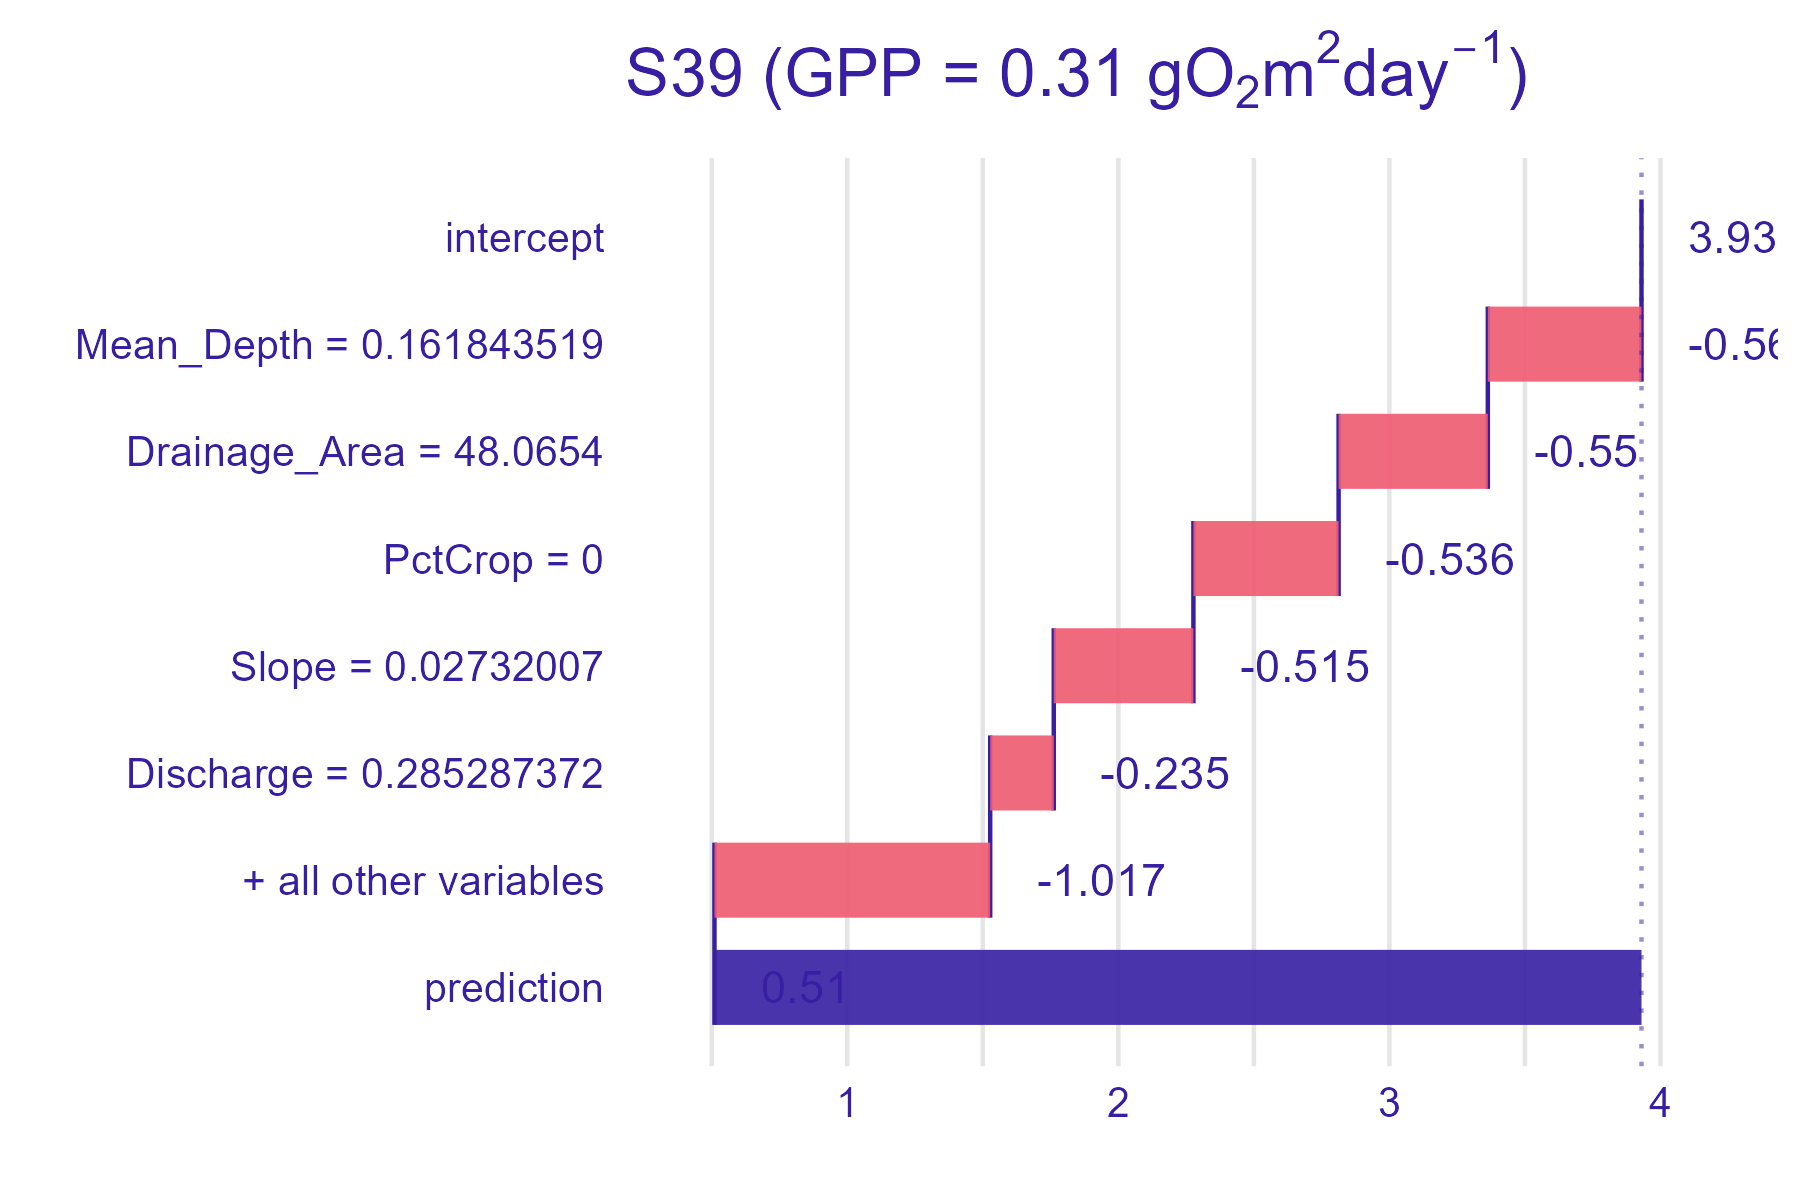 S39 (GPP = 0.31 gO₂m²day⁻¹)
intercept 3.93
Mean_Depth = 0.161843519 -0.56
Drainage_Area = 48.0654 -0.55
PctCrop = 0 -0.536
Slope = 0.02732007 -0.515
Discharge = 0.285287372 -0.235
+ all other variables -1.017
prediction 0.51
1 2 3 4